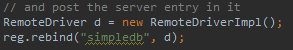 // and post the server entry in it
RemoteDriver d = new RemoteDriverImpl();
reg.rebind("simpledb", d);